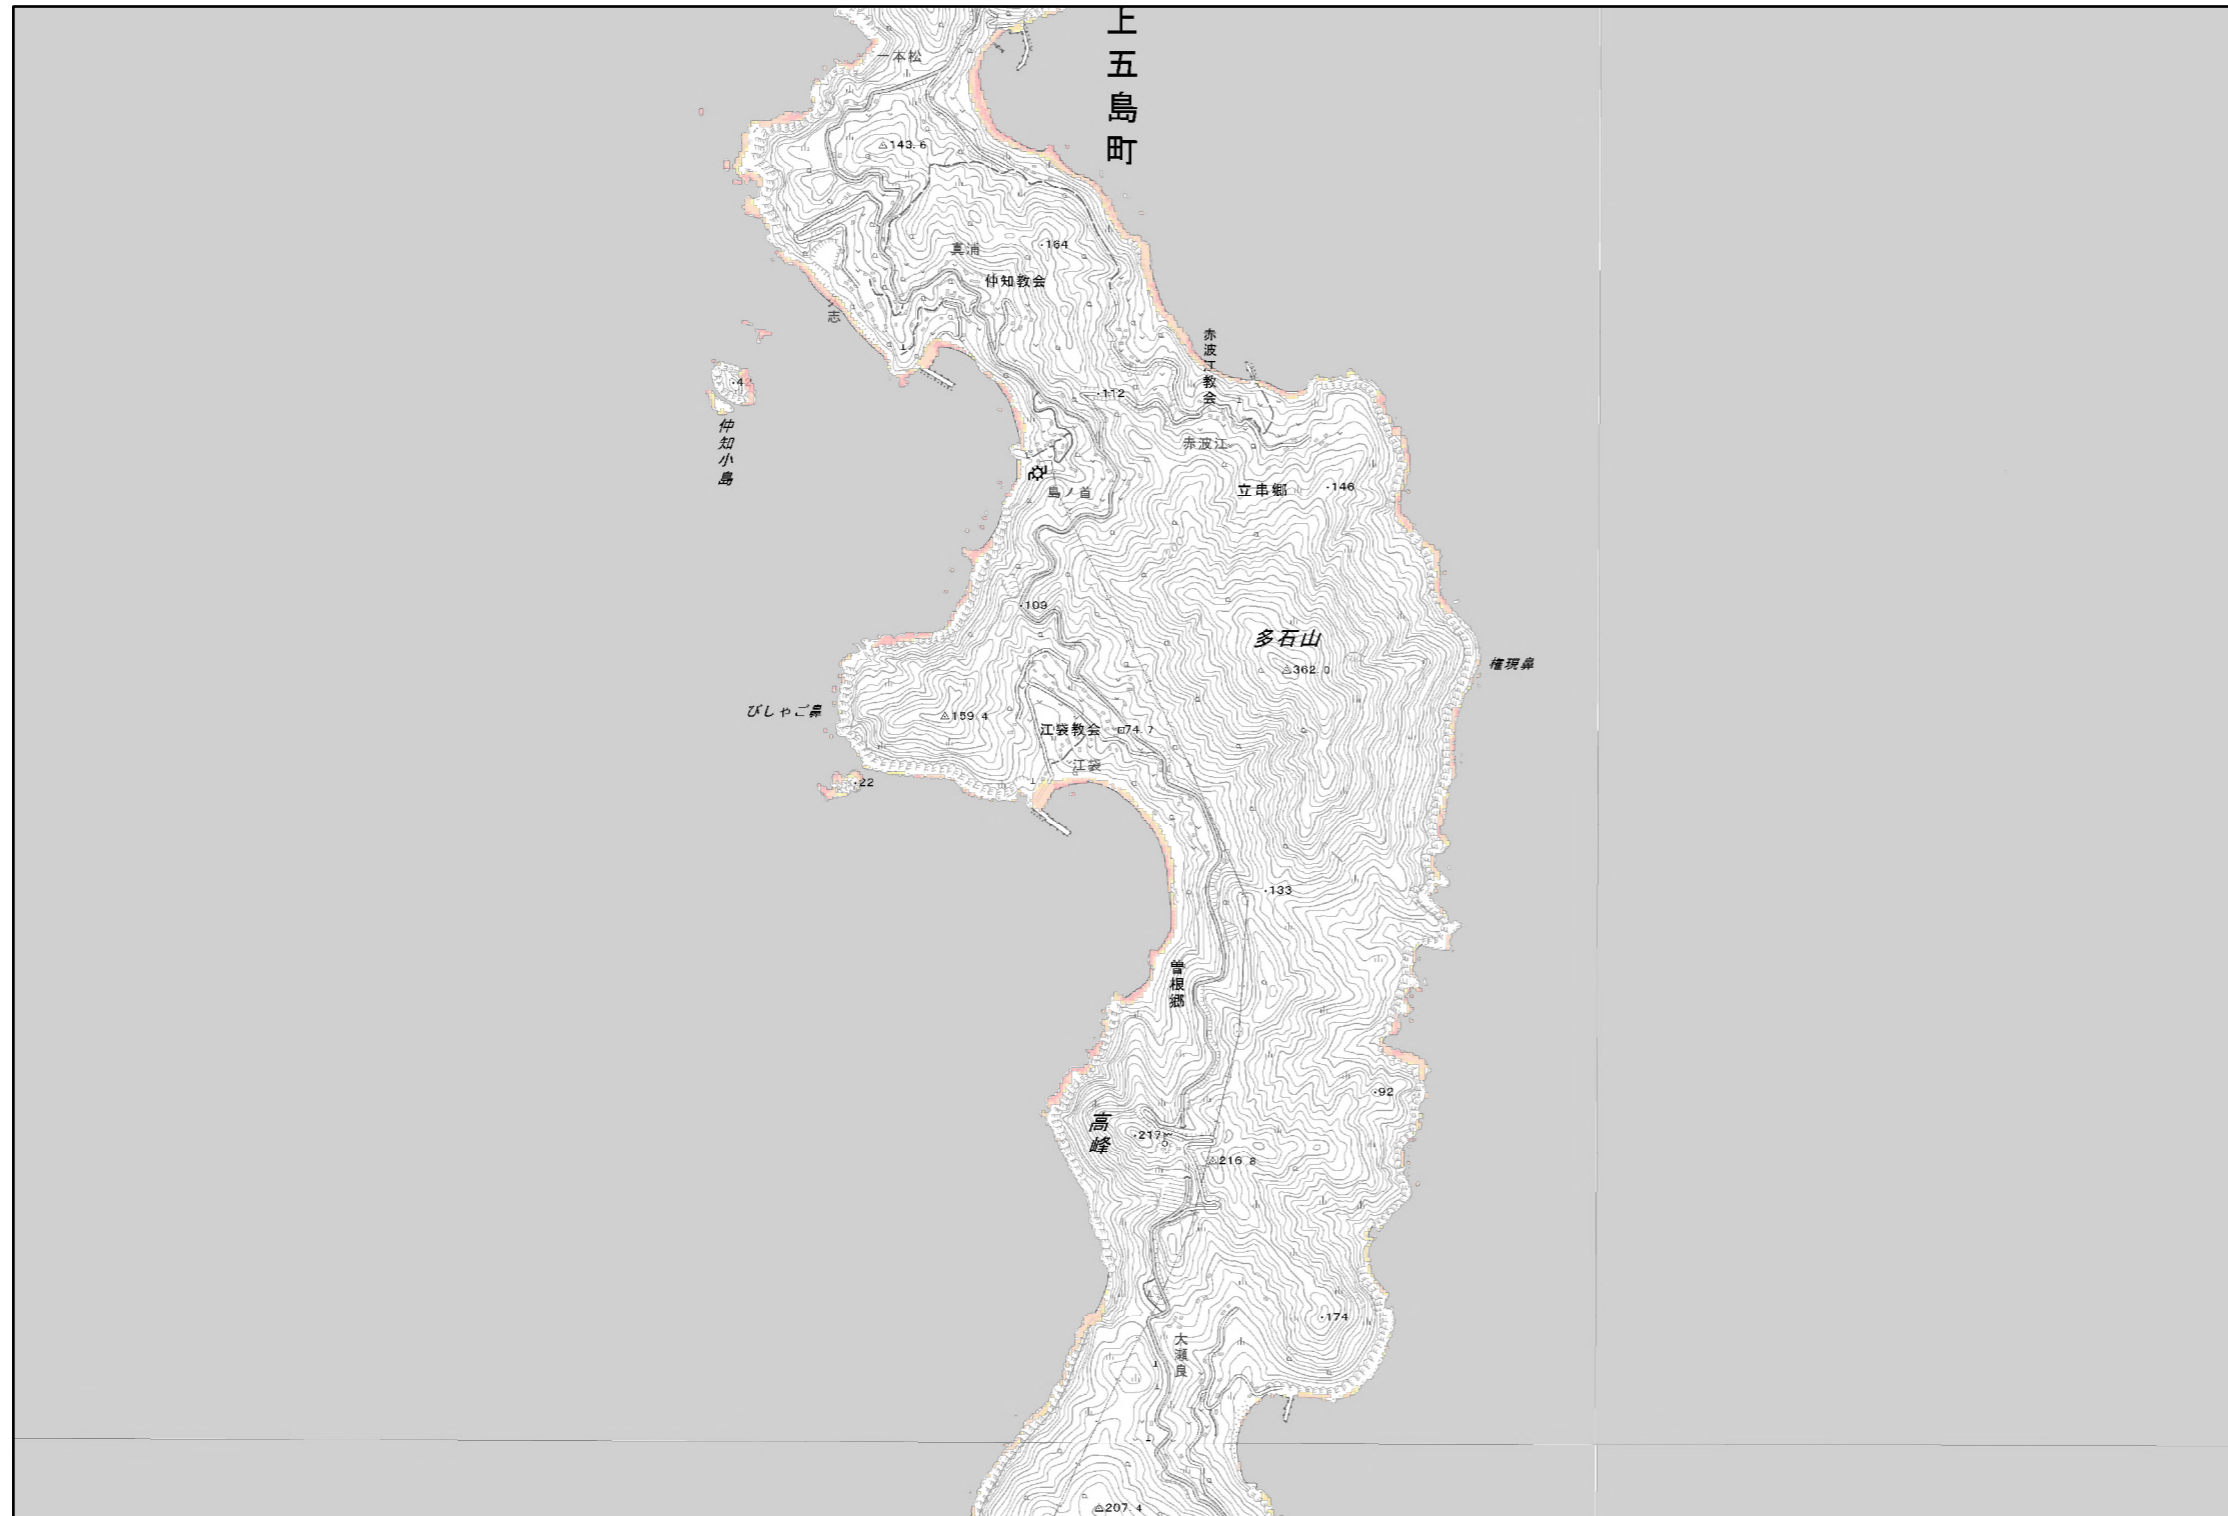 上五島町
一本松
143.6
164
真浦
仲知教会
志
赤波江教会
42
112
仲知小島
赤波江
島ノ首
立串郷
146
109
多石山
362.0
権現鼻
びしゃご鼻
159.4
江袋教会
74.7
江袋
22
133
曽根郷
92
高峰
217
216.8
174
大瀬良
207.4